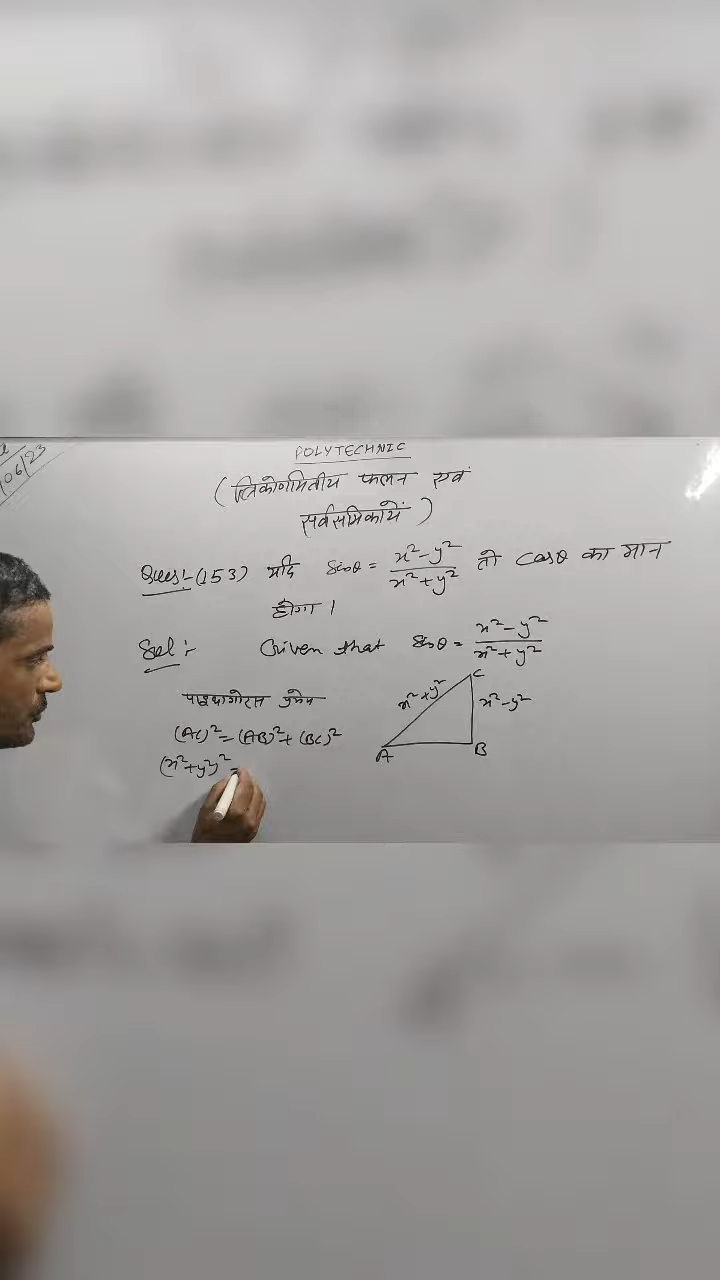 06/23
POLYTECHNIC
(त्रिकोणमितीय फलन एवं
सर्वसमिकायें)
Ques:-(153) यदि sinθ = x²-y²/x²+y² तो cosθ का मान
होगा।
Sol:- Given that sinθ = x²-y²/x²+y²
पाइथागोरस प्रमेय
(AC)² = (AB)² + (BC)²
(x²+y²)² =
C
x²+y²
x²-y²
A
B